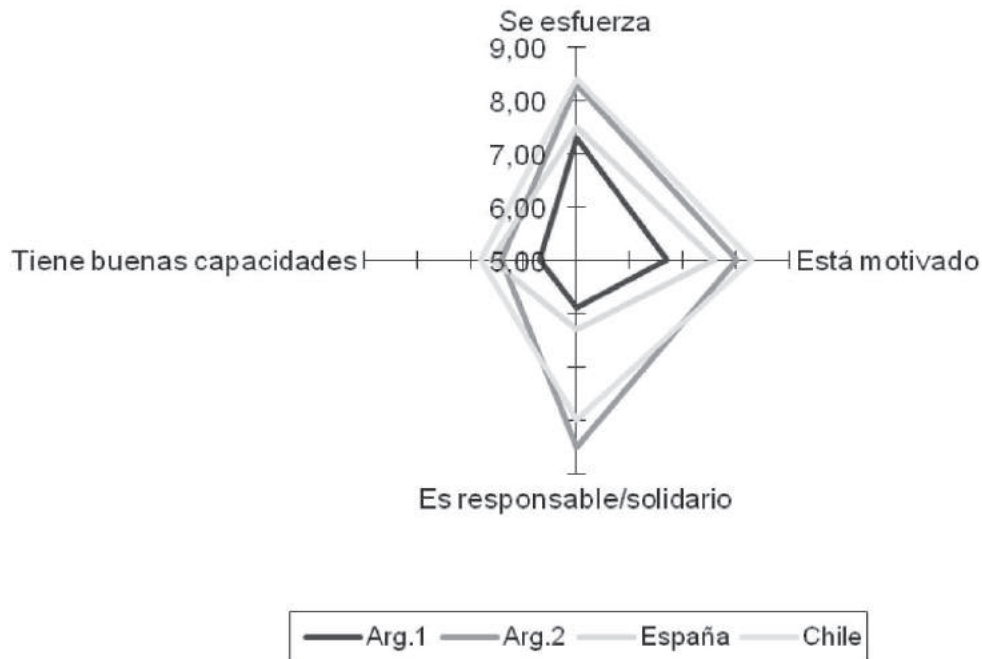 Se esfuerza
9,00
8,00
7,00
6,00
5,00
Tiene buenas capacidades
Está motivado
Es responsable/solidario
Arg.1 Arg.2 España Chile